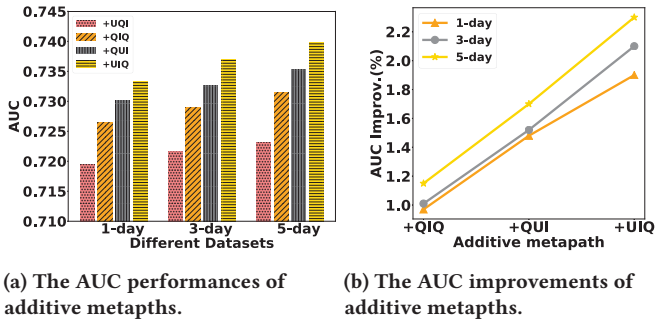 0.745
0.740
0.735
0.730
0.725
0.720
0.715
0.710
AUC
+UQI
+QIQ
+QUI
+UIQ
1-day
3-day
5-day
Different Datasets
(a) The AUC performances of
additive metapths.
2.2
2.0
1.8
1.6
1.4
1.2
1.0
AUC Improv.(%)
1-day
3-day
5-day
+QIQ
+QUI
+UIQ
Additive metapath
(b) The AUC improvements of
additive metapths.